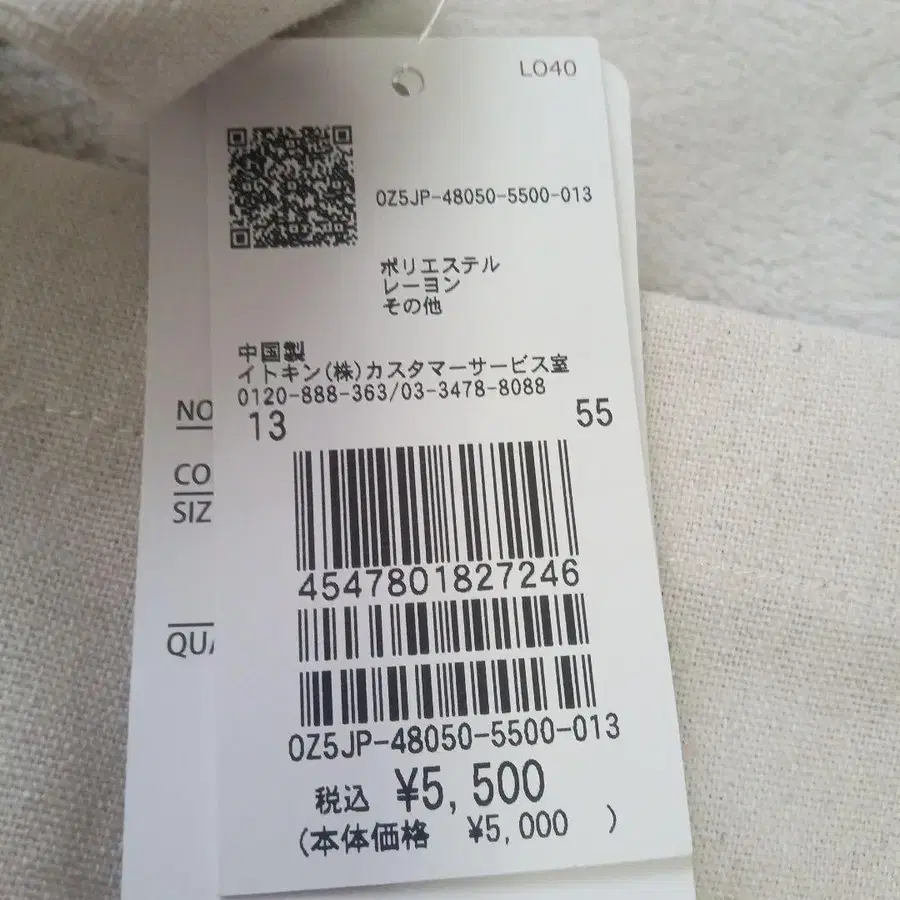 LO40
0Z5JP-48050-5500-013
ポリエステル
レーヨン
その他
中国製
イトキン(株)カスタマーサービス室
0120-888-363/03-3478-8088
13 55
4547801827246
0Z5JP-48050-5500-013
税込 ¥5,500
(本体価格 ¥5,000 )
NO
CO
SIZ
QUA